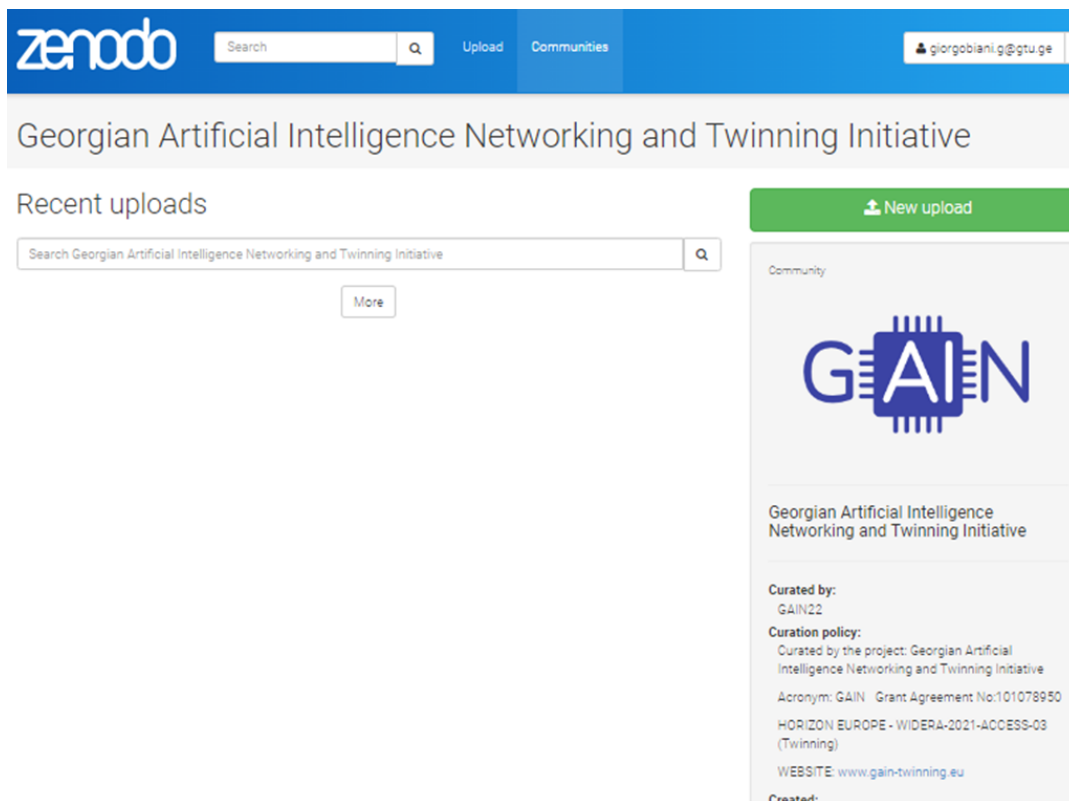 zenodo
Search
Upload
Communities
giorgobiani.g@gtu.ge
Georgian Artificial Intelligence Networking and Twinning Initiative
Recent uploads
Search Georgian Artificial Intelligence Networking and Twinning Initiative
More
New upload
Community
GAIN
Georgian Artificial Intelligence
Networking and Twinning Initiative
Curated by:
GAIN22
Curation policy:
Curated by the project: Georgian Artificial
Intelligence Networking and Twinning Initiative
Acronym: GAIN Grant Agreement No:101078950
HORIZON EUROPE - WIDERA-2021-ACCESS-03
(Twinning)
WEBSITE: www.gain-twinning.eu
Created: